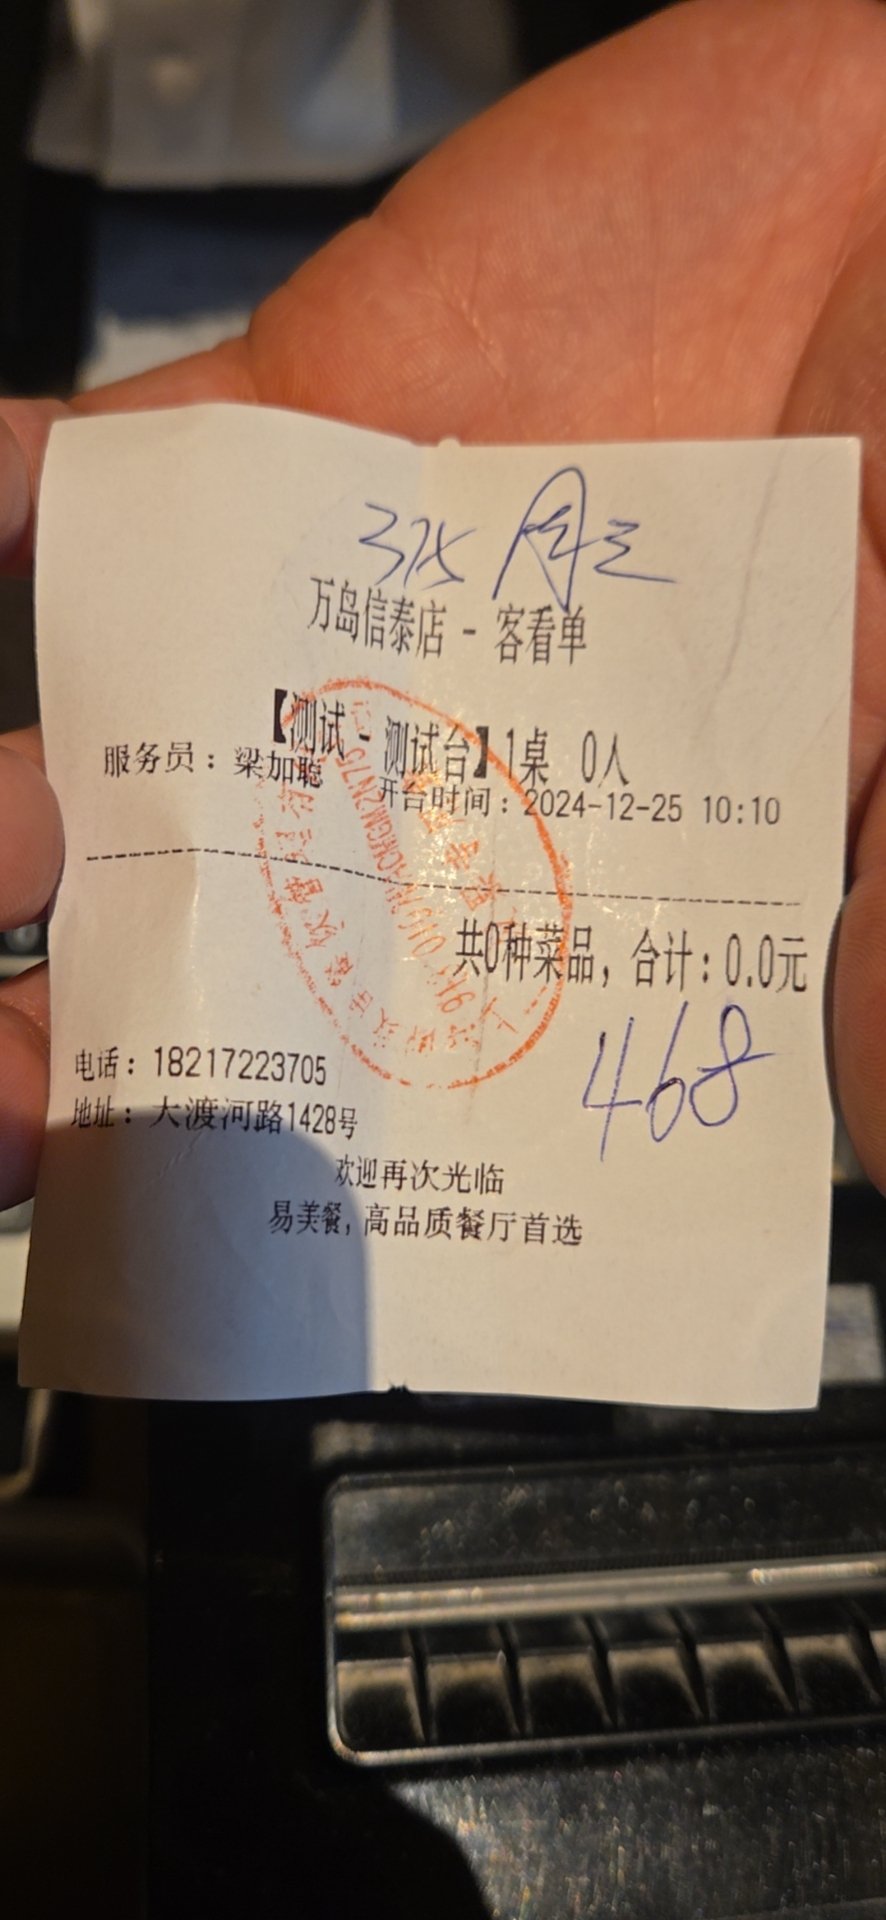 375 周三
万岛信泰店 - 客看单
【测试 - 测试台】1桌 0人
服务员：梁加聪
开台时间：2024-12-25 10:10
共0种菜品，合计：0.0元
468
电话：18217223705
地址：大渡河路1428号
欢迎再次光临
易美餐，高品质餐厅首选